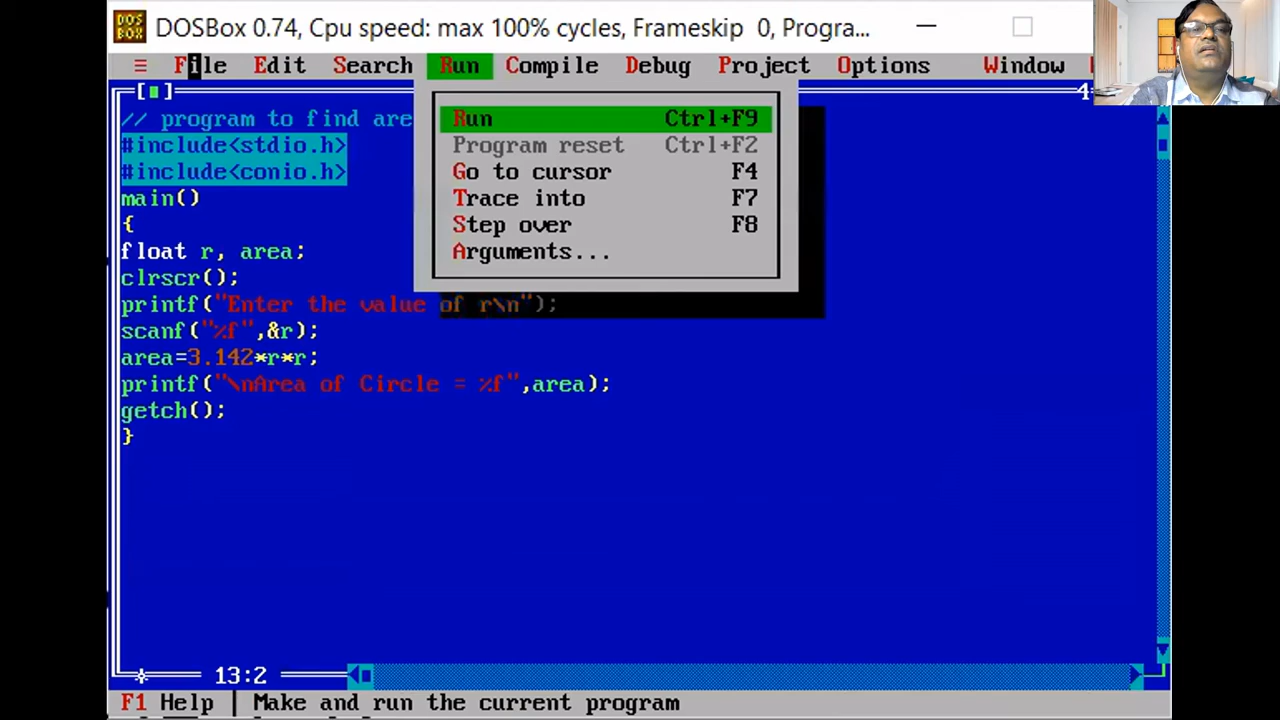 DOSBox 0.74, Cpu speed: max 100% cycles, Frameskip 0, Progra...
≡ File Edit Search Run Compile Debug Project Options Window
4
Run Ctrl+F9
Program reset Ctrl+F2
Go to cursor F4
Trace into F7
Step over F8
Arguments...
// program to find are
#include<stdio.h>
#include<conio.h>
main()
{
float r, area;
clrscr();
printf("Enter the value of r\n");
scanf("%f",&r);
area=3.142*r*r;
printf("\nArea of Circle = %f",area);
getch();
}
13:2
F1 Help | Make and run the current program